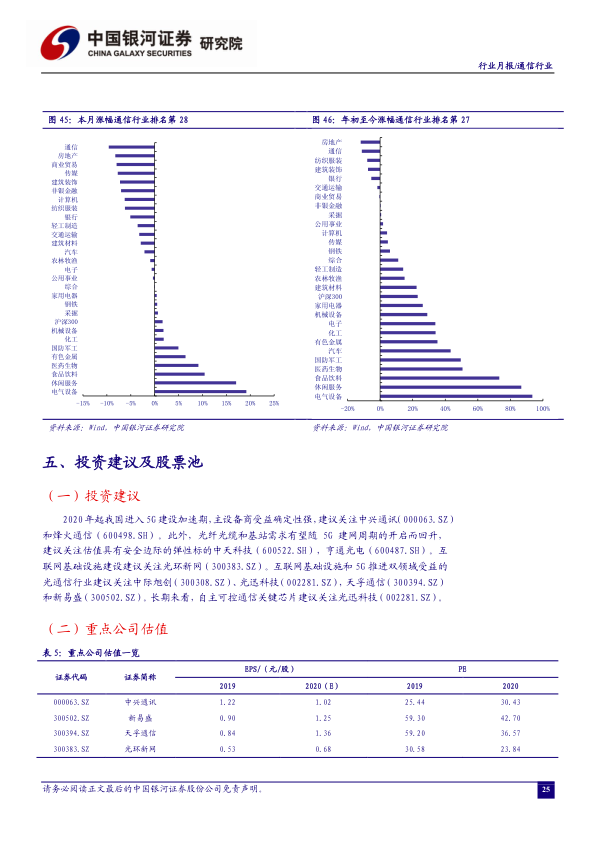 中国银河证券 研究院
CHINA GALAXY SECURITIES
行业月报/通信行业
图 45：本月涨幅通信行业排名第 28
通信
房地产
商业贸易
传媒
建筑装饰
非银金融
计算机
纺织服装
银行
轻工制造
交通运输
建筑材料
汽车
农林牧渔
电子
公用事业
综合
家用电器
钢铁
采掘
沪深300
机械设备
化工
国防军工
有色金属
医药生物
食品饮料
休闲服务
电气设备
-15% -10% -5% 0% 5% 10% 15% 20% 25%
资料来源：Wind，中国银河证券研究院
图 46：年初至今涨幅通信行业排名第 27
房地产
通信
纺织服装
建筑装饰
银行
交通运输
商业贸易
非银金融
采掘
公用事业
计算机
传媒
钢铁
综合
轻工制造
农林牧渔
建筑材料
沪深300
家用电器
机械设备
电子
化工
有色金属
汽车
国防军工
医药生物
食品饮料
休闲服务
电气设备
-20% 0% 20% 40% 60% 80% 100%
资料来源：Wind，中国银河证券研究院
五、投资建议及股票池
（一）投资建议
2020 年起我国进入 5G 建设加速期，主设备商受益确定性强，建议关注中兴通讯（000063.SZ）
和烽火通信（600498.SH）。此外，光纤光缆和基站需求有望随 5G 建网周期的开启而回升，
建议关注估值具有安全边际的弹性标的中天科技（600522.SH），亨通光电（600487.SH）。互
联网基础设施建设建议关注光环新网（300383.SZ）。互联网基础设施和 5G 推进双领域受益的
光通信行业建议关注中际旭创（300308.SZ），光迅科技（002281.SZ），天孚通信（300394.SZ）
和新易盛（300502.SZ）。长期来看，自主可控通信关键芯片建议关注光迅科技（002281.SZ）。
（二）重点公司估值
表 5：重点公司估值一览
证券代码 证券简称 EPS/（元/股） PE
2019 2020（E） 2019 2020
000063.SZ 中兴通讯 1.22 1.02 25.44 30.43
300502.SZ 新易盛 0.90 1.25 59.30 42.70
300394.SZ 天孚通信 0.84 1.36 59.20 36.57
300383.SZ 光环新网 0.53 0.68 30.58 23.84
请务必阅读正文最后的中国银河证券股份公司免责声明。
25